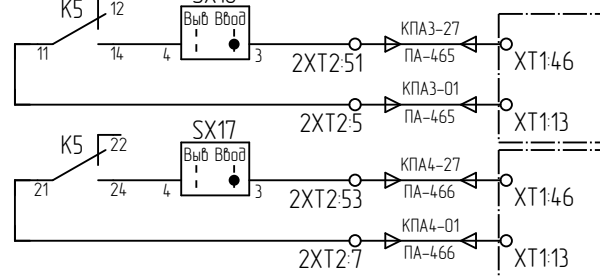 K5 12
Выв Ввод
11 14 4 3
2XT2:51
КПА3-27
ПА-465
XT1:46
2XT2:5
КПА3-01
ПА-465
XT1:13
K5 22
SX17
Выв Ввод
21 24 4 3
2XT2:53
КПА4-27
ПА-466
XT1:46
2XT2:7
КПА4-01
ПА-466
XT1:13